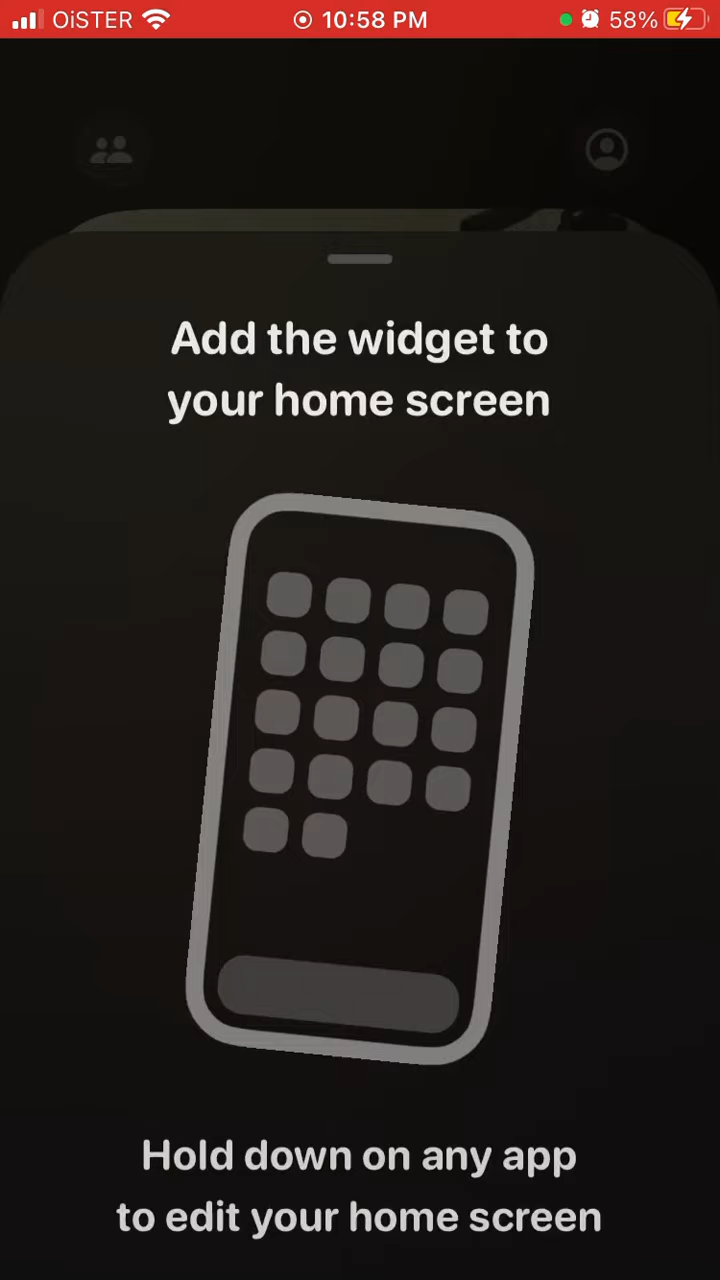 OiSTER 10:58 PM 58%
Add the widget to
your home screen
Hold down on any app
to edit your home screen